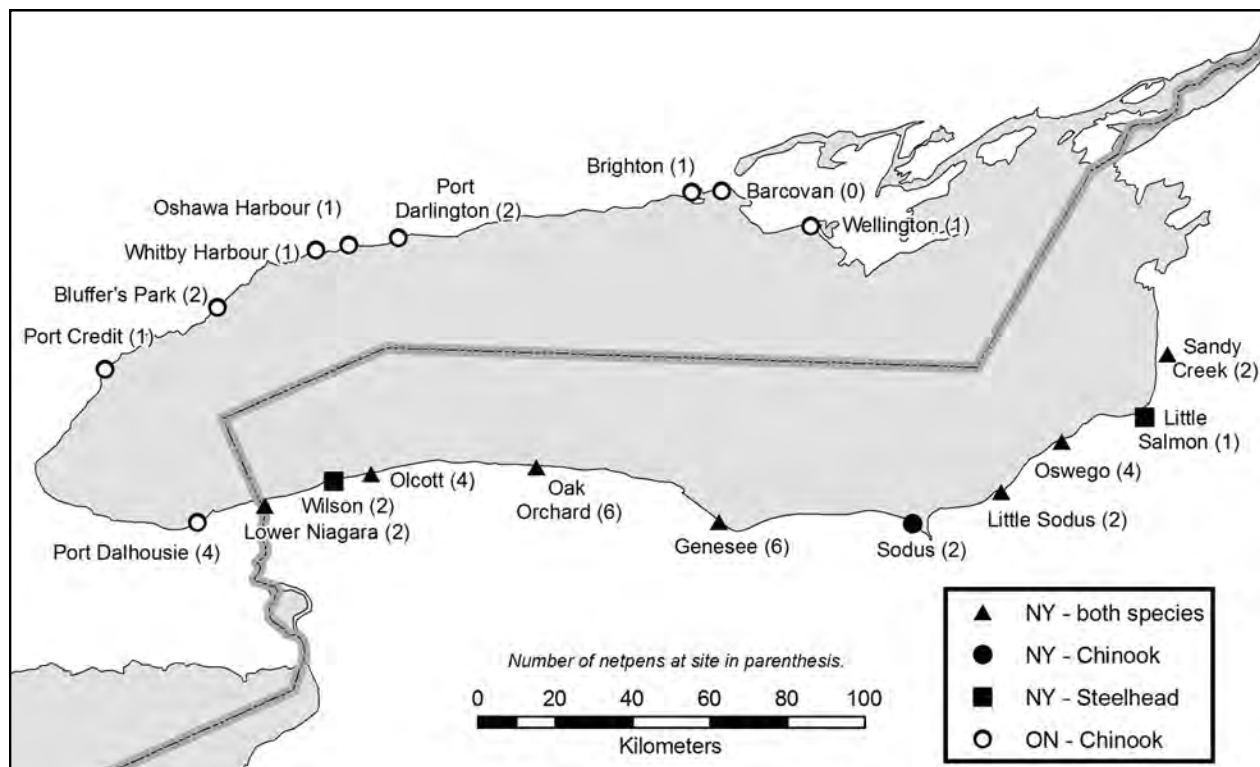 Brighton (1)
Port
Darlington (2)
Oshawa Harbour (1)
Barcovan (0)
Wellington (1)
Whitby Harbour (1)
Bluffer's Park (2)
Port Credit (1)
Sandy
Creek (2)
Little
Salmon (1)
Oswego (4)
Olcott (4)
Oak
Orchard (6)
Wilson (2)
Lower Niagara (2)
Little Sodus (2)
Port Dalhousie (4)
Genesee (6)
Sodus (2)
NY - both species
NY - Chinook
NY - Steelhead
ON - Chinook
Number of netpens at site in parenthesis.
0 20 40 60 80 100
Kilometers